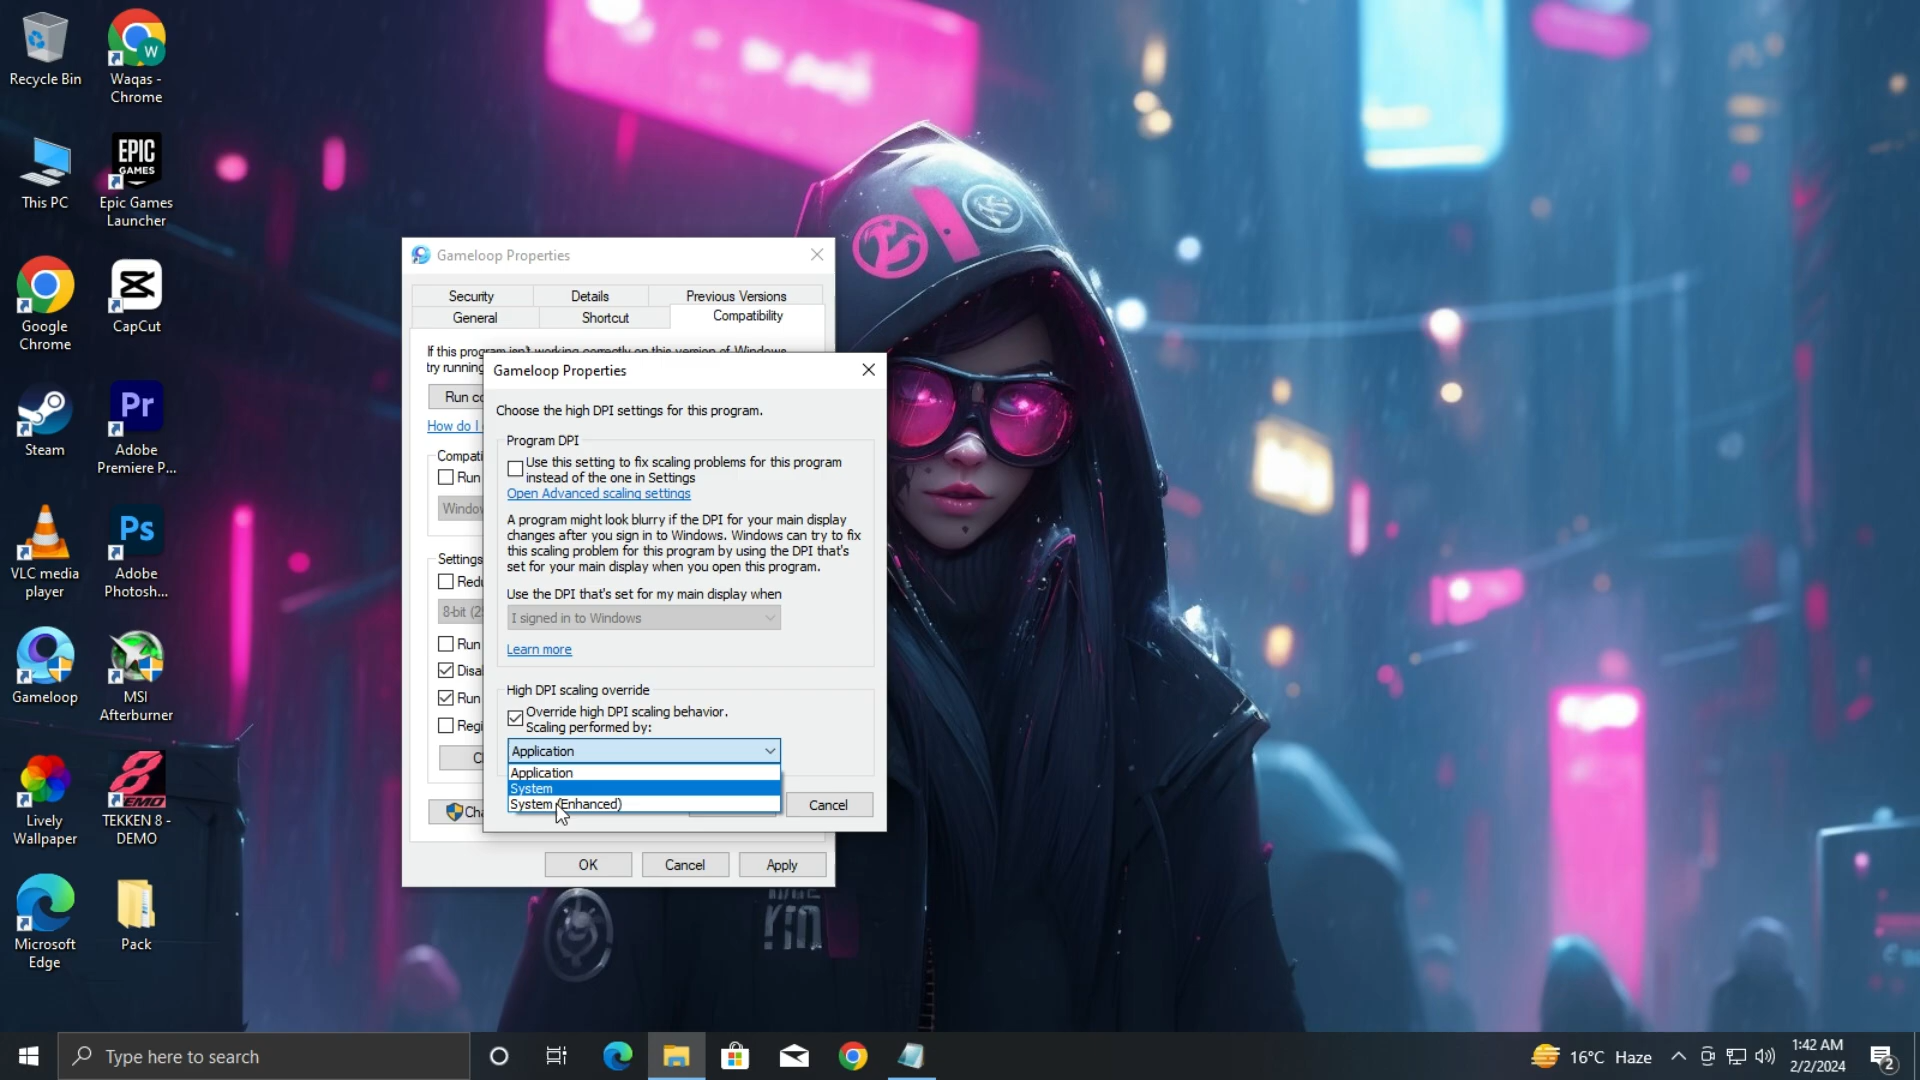 Recycle Bin
Waqas -
Chrome
This PC
EPIC
GAMES
Epic Games
Launcher
Google
Chrome
CapCut
Steam
Pr
Adobe
Premiere P...
VLC media
player
Ps
Adobe
Photosh...
Gameloop
MSI
Afterburner
Lively
Wallpaper
TEKKEN 8 -
DEMO
Microsoft
Edge
Pack
Gameloop Properties
Security
Details
Previous Versions
General
Shortcut
Compatibility
If this program isn't working correctly on this version of Windows,
try running
Run co
How do I
Compati
Run
Window
Settings
Redu
8-bit (25
Run
Disal
Run
Regi
C
Cha
OK
Cancel
Apply
Gameloop Properties
Choose the high DPI settings for this program.
Program DPI
Use this setting to fix scaling problems for this program
instead of the one in Settings
Open Advanced scaling settings
A program might look blurry if the DPI for your main display
changes after you sign in to Windows. Windows can try to fix
this scaling problem for this program by using the DPI that's
set for your main display when you open this program.
Use the DPI that's set for my main display when
I signed in to Windows
Learn more
High DPI scaling override
Override high DPI scaling behavior.
Scaling performed by:
Application
Application
System
System (Enhanced)
Cancel
Type here to search
16°C Haze
1:42 AM
2/2/2024
2